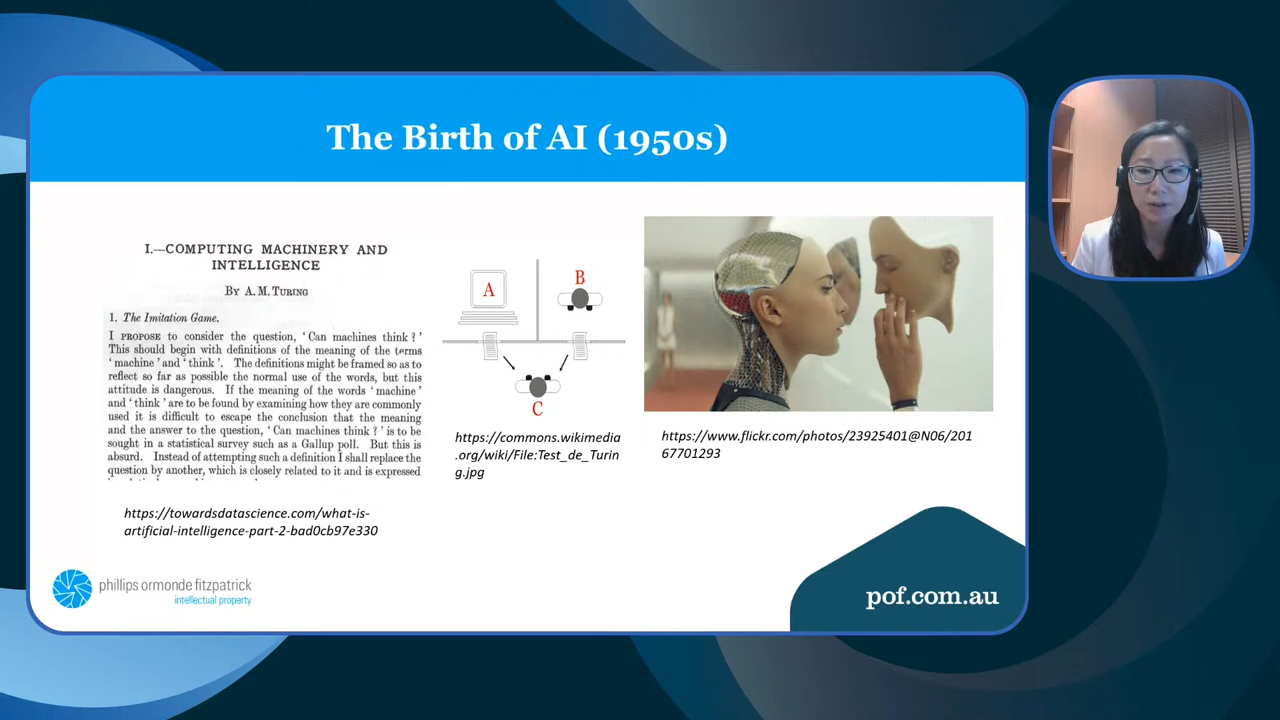 The Birth of AI (1950s)
I.—COMPUTING MACHINERY AND
INTELLIGENCE
BY A. M. TURING
1. The Imitation Game.
I PROPOSE to consider the question, ‘Can machines think?’
This should begin with definitions of the meaning of the terms
‘machine’ and ‘think’. The definitions might be framed so as to
reflect so far as possible the normal use of the words, but this
attitude is dangerous. If the meaning of the words ‘machine’
and ‘think’ are to be found by examining how they are commonly
used it is difficult to escape the conclusion that the meaning
and the answer to the question, ‘Can machines think?’ is to be
sought in a statistical survey such as a Gallup poll. But this is
absurd. Instead of attempting such a definition I shall replace the
question by another, which is closely related to it and is expressed
https://towardsdatascience.com/what-is-
artificial-intelligence-part-2-bad0cb97e330
A
B
C
https://commons.wikimedia
.org/wiki/File:Test_de_Turin
g.jpg
https://www.flickr.com/photos/23925401@N06/201
67701293
phillips ormonde fitzpatrick
intellectual property
pof.com.au